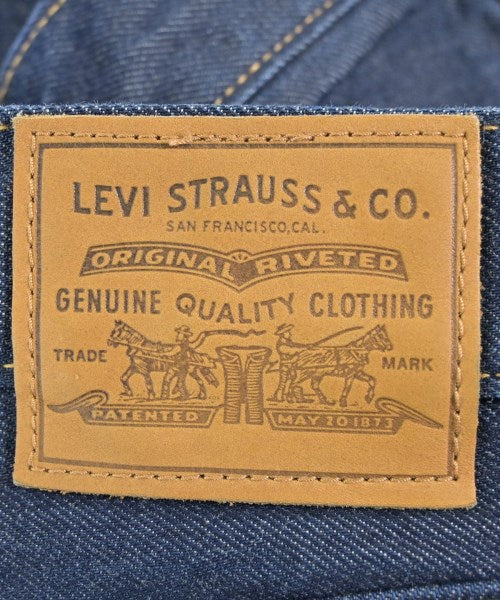 LEVI STRAUSS & CO.
SAN FRANCISCO, CAL.
ORIGINAL RIVETED
GENUINE QUALITY CLOTHING
TRADE MARK
PATENTED MAY 20 1873